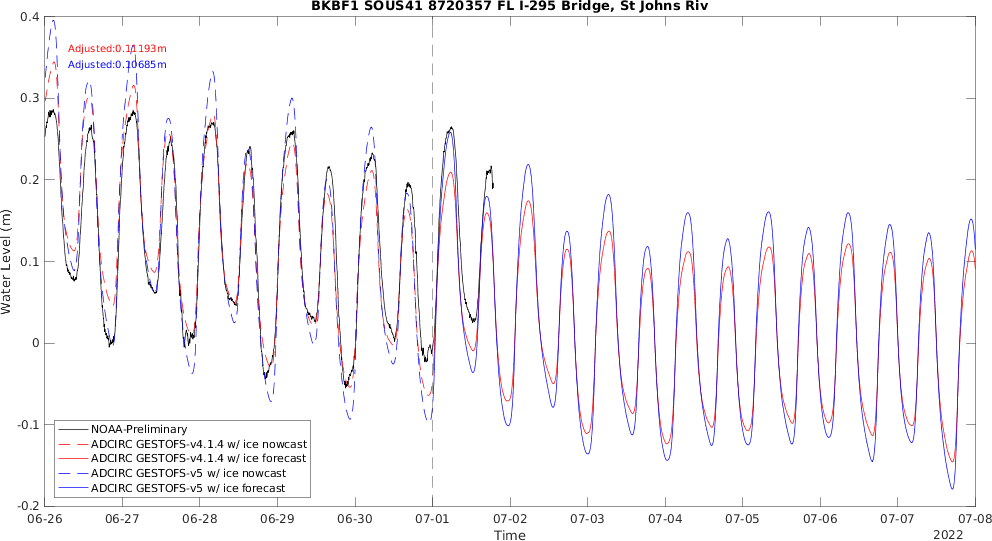 BKBF1 SOUS41 8720357 FL I-295 Bridge, St Johns Riv
0.4
Adjusted:0.11193m
Adjusted:0.10685m
0.3
0.2
0.1
0
-0.1
-0.2
Water Level (m)
NOAA-Preliminary
ADCIRC GESTOFS-v4.1.4 w/ ice nowcast
ADCIRC GESTOFS-v4.1.4 w/ ice forecast
ADCIRC GESTOFS-v5 w/ ice nowcast
ADCIRC GESTOFS-v5 w/ ice forecast
06-26 06-27 06-28 06-29 06-30 07-01 07-02 07-03 07-04 07-05 07-06 07-07 07-08
Time
2022